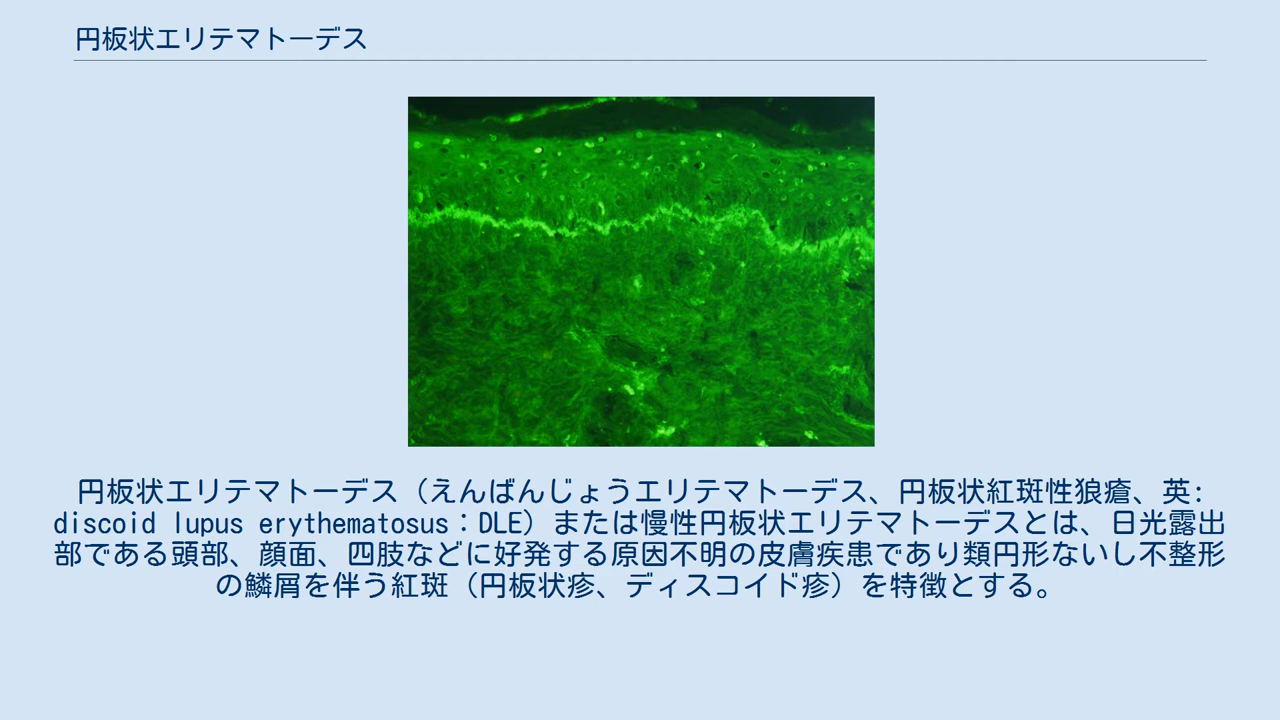 円板状エリテマトーデス
円板状エリテマトーデス（えんばんじょうエリテマトーデス、円板状紅斑性狼瘡、英:
discoid lupus erythematosus：DLE）または慢性円板状エリテマトーデスとは、日光露出
部である頭部、顔面、四肢などに好発する原因不明の皮膚疾患であり類円形ないし不整形
の鱗屑を伴う紅斑（円板状疹、ディスコイド疹）を特徴とする。